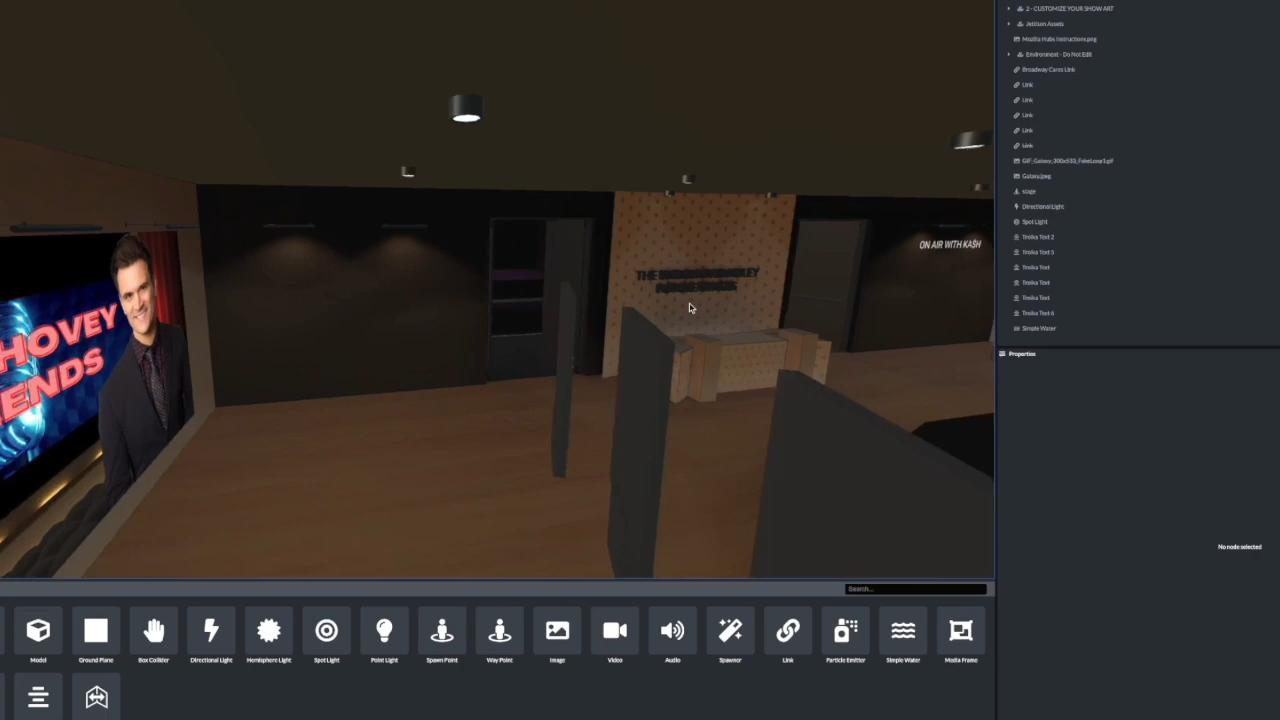 2 - CUSTOMIZE YOUR SHOW ART
Jettison Assets
Mozilla Hubs Instructions.png
Environment - Do Not Edit
Broadway Cares Link
Link
Link
Link
Link
Link
GIF_Galaxy_300x533_FakeLoop1.gif
Galaxy.jpeg
stage
Directional Light
Spot Light
Troika Text 2
Troika Text 5
Troika Text
Troika Text
Troika Text
Troika Text 6
Simple Water
Properties
No node selected
ON AIR WITH KASH
THE
HOVEY
ENDS
Search...
Model
Ground Plane
Box Collider
Directional Light
Hemisphere Light
Spot Light
Point Light
Spawn Point
Way Point
Image
Video
Audio
Spawner
Link
Particle Emitter
Simple Water
Media Frame